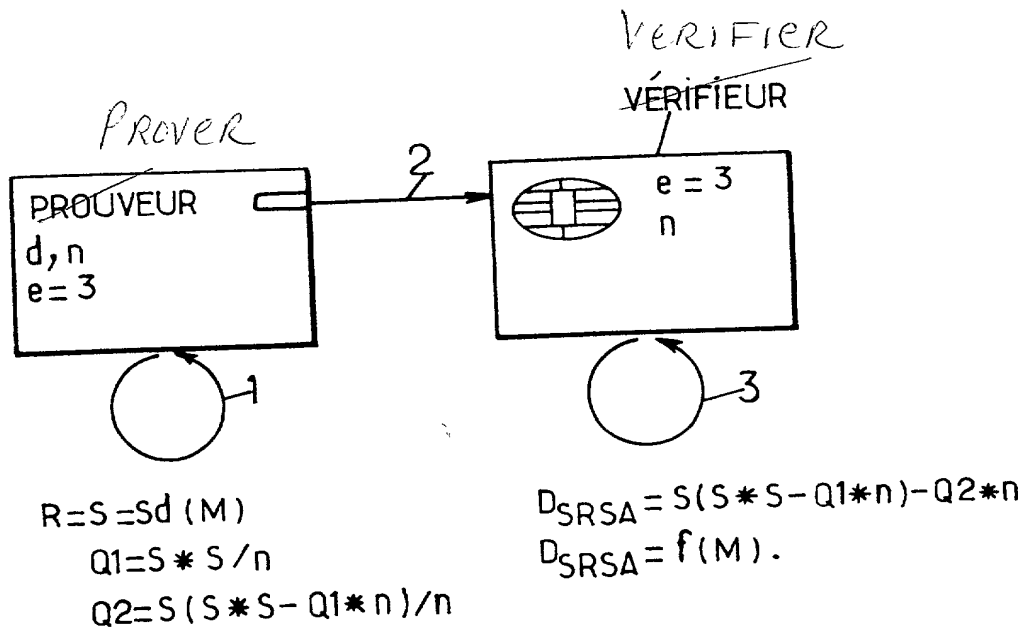 VERIFIER
VÉRIFIEUR
PROVER
PROUVEUR
d,n
e=3
2
e=3
n
1
3
R=S=Sd(M)
Q1=S*S/n
Q2=S(S*S-Q1*n)/n
DSRSA=S(S*S-Q1*n)-Q2*n
DSRSA=f(M).